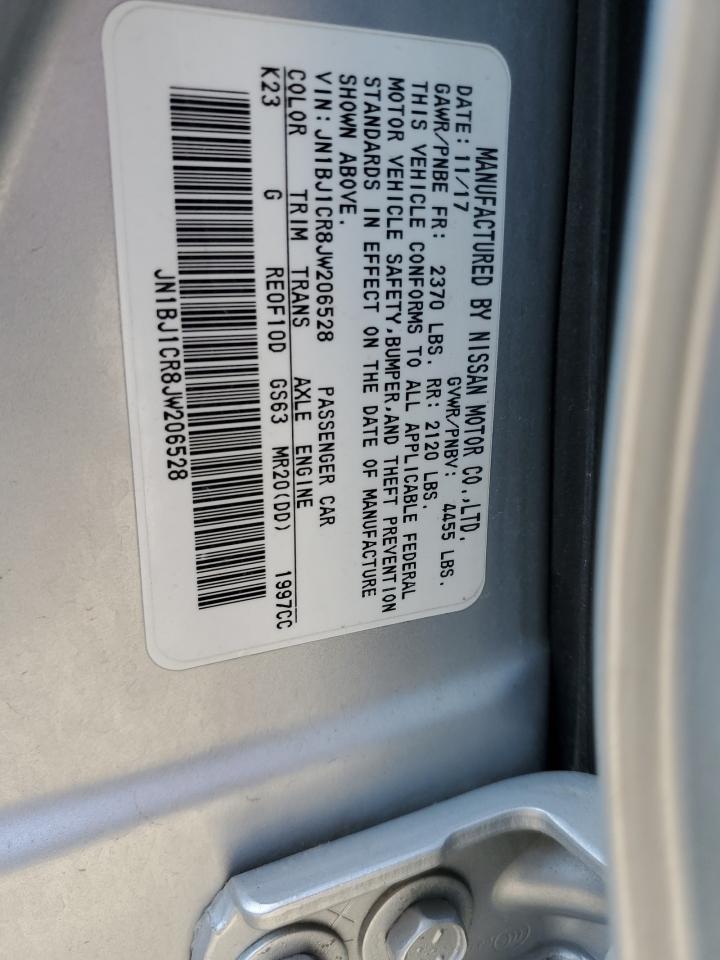 MANUFACTURED BY NISSAN MOTOR CO.,LTD.
DATE: 11/17 GVWR/PNBV: 4455 LBS.
GAWR/PNBE FR: 2370 LBS. RR: 2120 LBS.
THIS VEHICLE CONFORMS TO ALL APPLICABLE FEDERAL
MOTOR VEHICLE SAFETY,BUMPER,AND THEFT PREVENTION
STANDARDS IN EFFECT ON THE DATE OF MANUFACTURE
SHOWN ABOVE.
VIN:JN1BJ1CR8JW206528 PASSENGER CAR
COLOR TRIM TRANS AXLE ENGINE
K23 G RE0F10D GS63 MR20(DD) 1997CC
JN1BJ1CR8JW206528